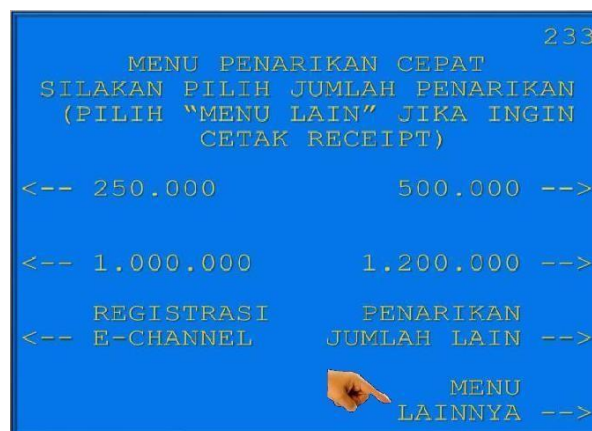 233
MENU PENARIKAN CEPAT
SILAKAN PILIH JUMLAH PENARIKAN
(PILIH “MENU LAIN” JIKA INGIN
CETAK RECEIPT)
<-- 250.000 500.000 -->
<-- 1.000.000 1.200.000 -->
REGISTRASI PENARIKAN
<-- E-CHANNEL JUMLAH LAIN -->
MENU
LAINNYA -->